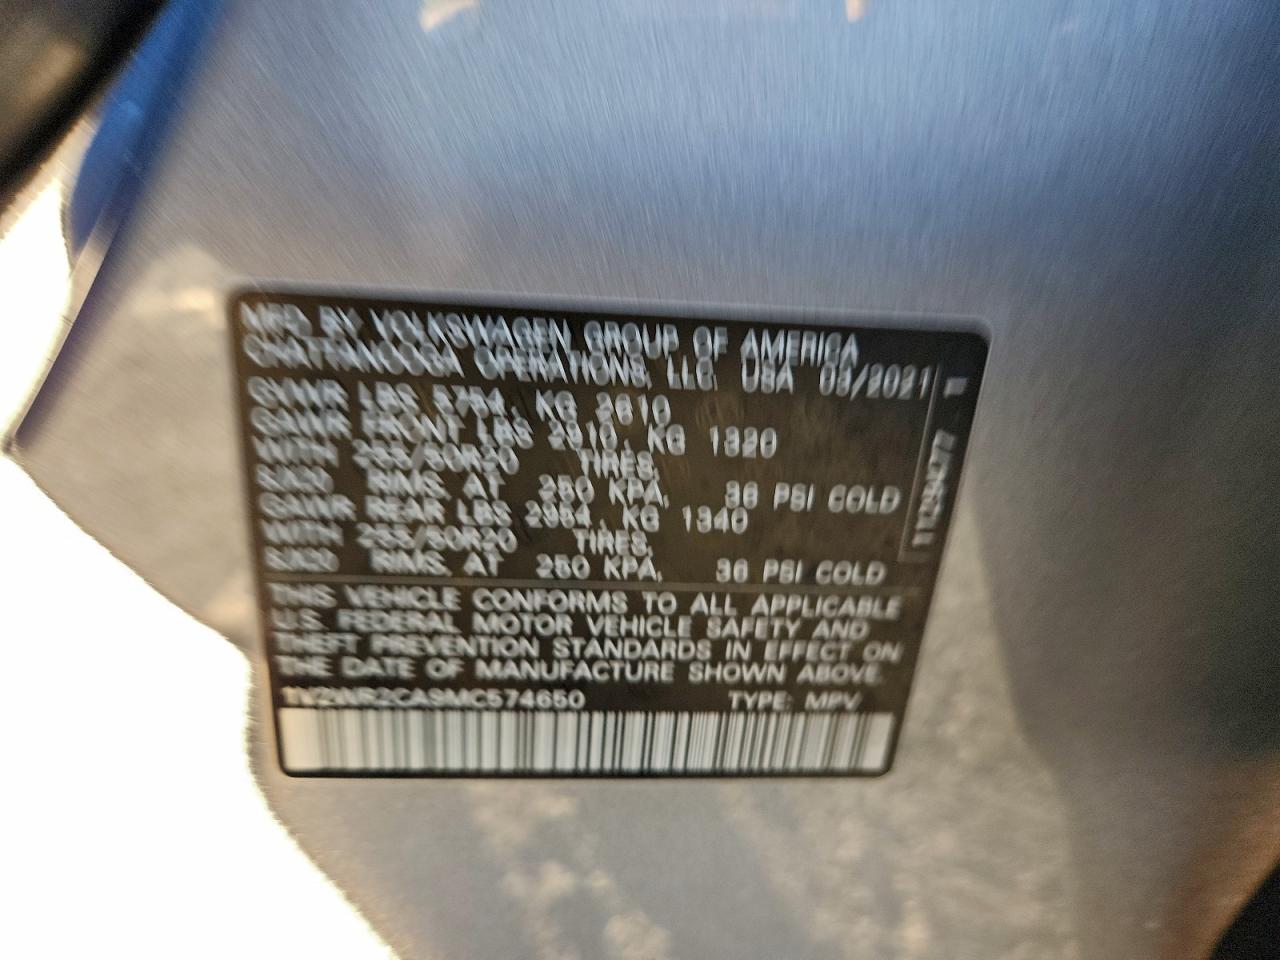 MFD. BY VOLKSWAGEN GROUP OF AMERICA
CHATTANOOGA OPERATIONS, LLC, USA 03/2021
GVWR LBS 5754, KG 2610
GAWR FRONT LBS 2910, KG 1320
WITH 255/50R20 TIRES,
8JX20 RIMS, AT 250 KPA, 36 PSI COLD
GAWR REAR LBS 2954, KG 1340
WITH 255/50R20 TIRES,
8JX20 RIMS, AT 250 KPA, 36 PSI COLD
THIS VEHICLE CONFORMS TO ALL APPLICABLE
U.S. FEDERAL MOTOR VEHICLE SAFETY AND
THEFT PREVENTION STANDARDS IN EFFECT ON
THE DATE OF MANUFACTURE SHOWN ABOVE.
1V2WR2CA9MC574650 TYPE: MPV